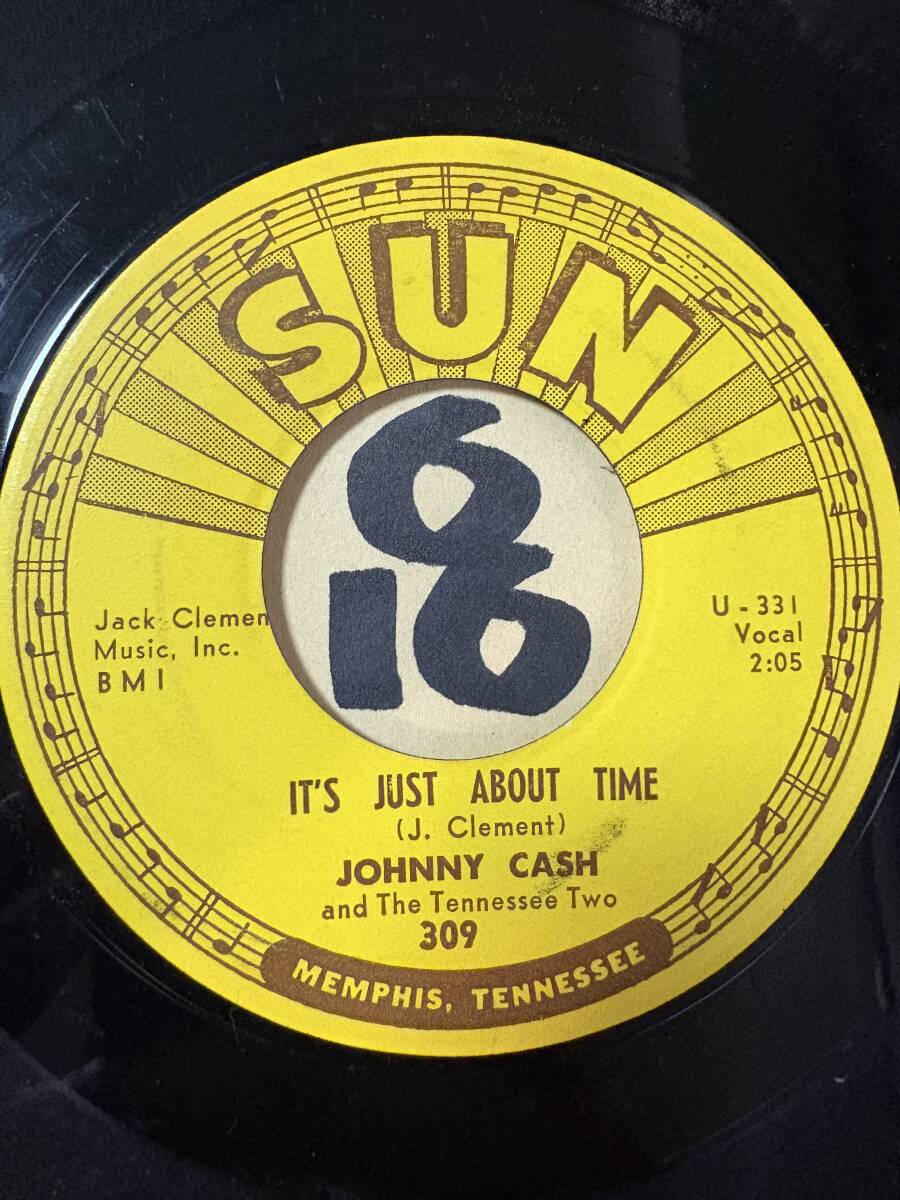 SUN
6
16
Jack Clemen
Music, Inc.
BMI
U-331
Vocal
2:05
IT'S JUST ABOUT TIME
(J. Clement)
JOHNNY CASH
and The Tennessee Two
309
MEMPHIS, TENNESSEE